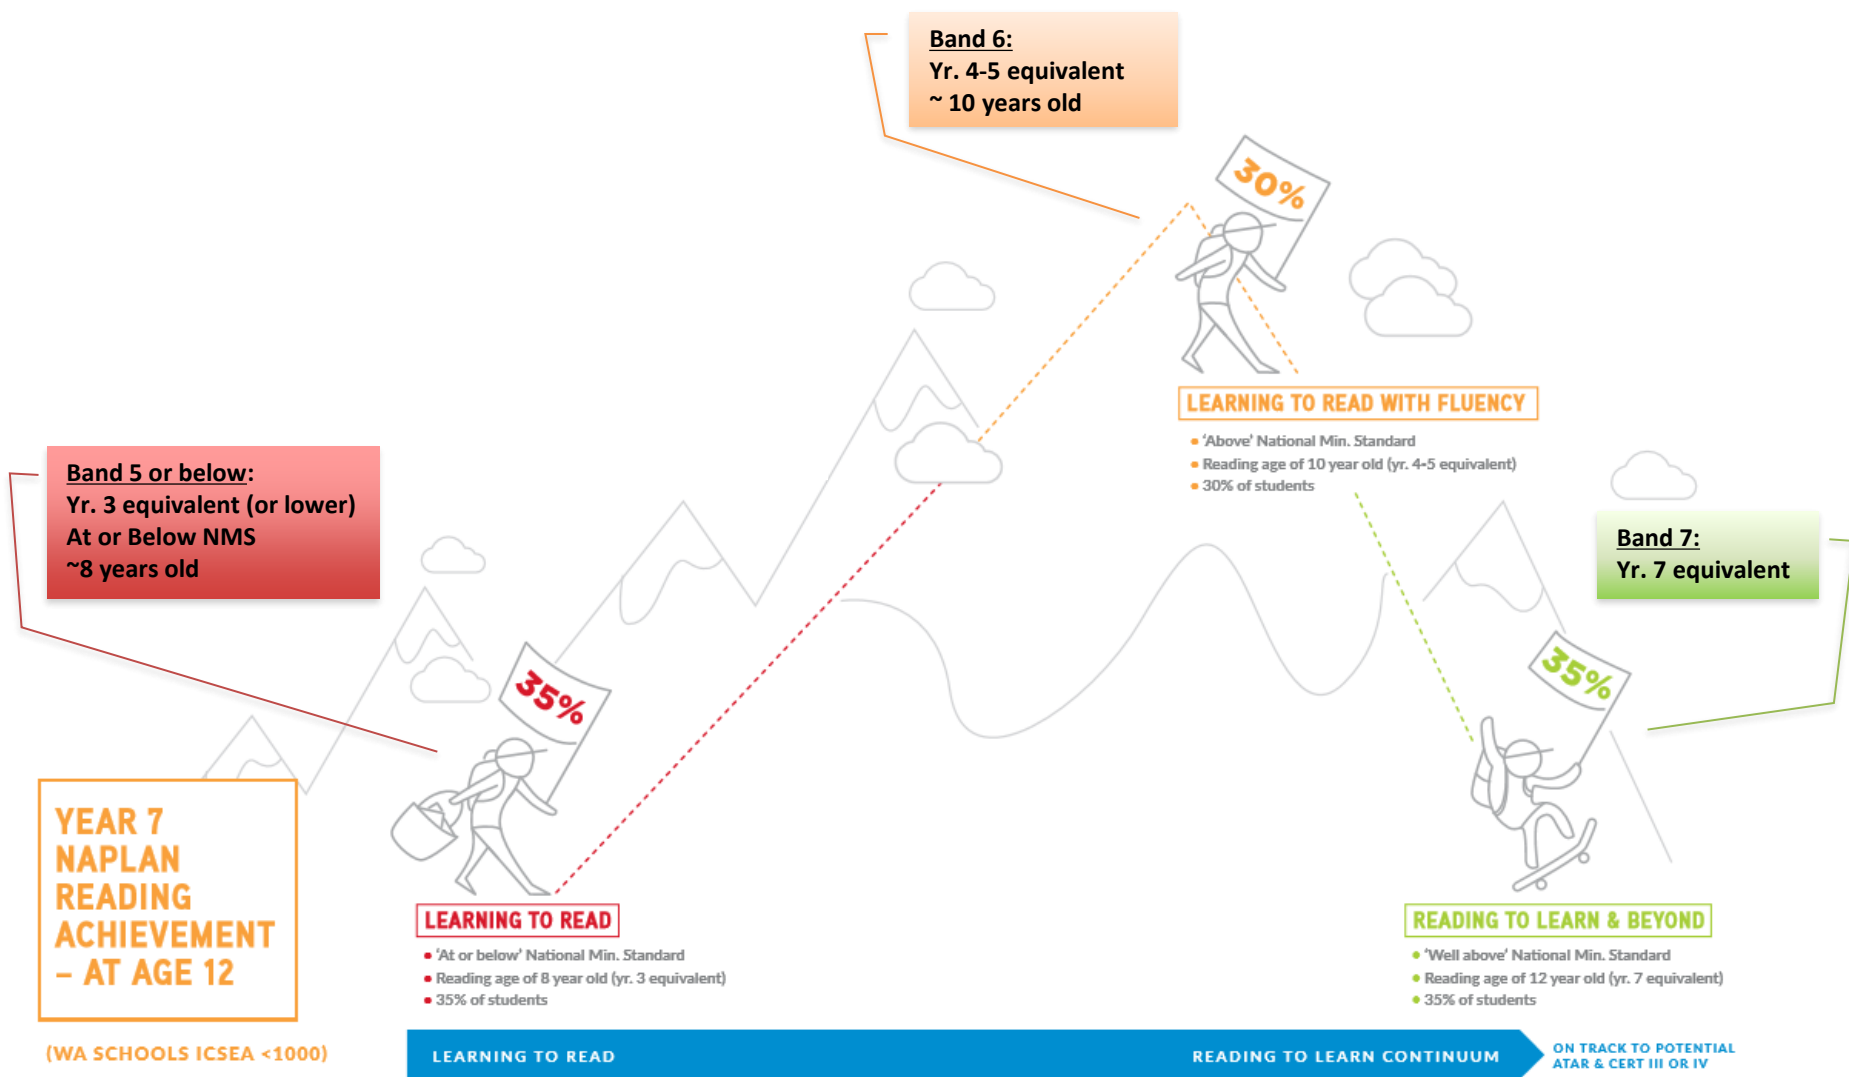 Band 6:
Yr. 4-5 equivalent
~ 10 years old
30%
LEARNING TO READ WITH FLUENCY
• ‘Above’ National Min. Standard
• Reading age of 10 year old (yr. 4-5 equivalent)
• 30% of students
Band 5 or below:
Yr. 3 equivalent (or lower)
At or Below NMS
~8 years old
Band 7:
Yr. 7 equivalent
35%
35%
YEAR 7
NAPLAN
READING
ACHIEVEMENT
– AT AGE 12
(WA SCHOOLS ICSEA <1000)
LEARNING TO READ
• ‘At or below’ National Min. Standard
• Reading age of 8 year old (yr. 3 equivalent)
• 35% of students
READING TO LEARN & BEYOND
• ‘Well above’ National Min. Standard
• Reading age of 12 year old (yr. 7 equivalent)
• 35% of students
LEARNING TO READ
READING TO LEARN CONTINUUM
ON TRACK TO POTENTIAL
ATAR & CERT III OR IV